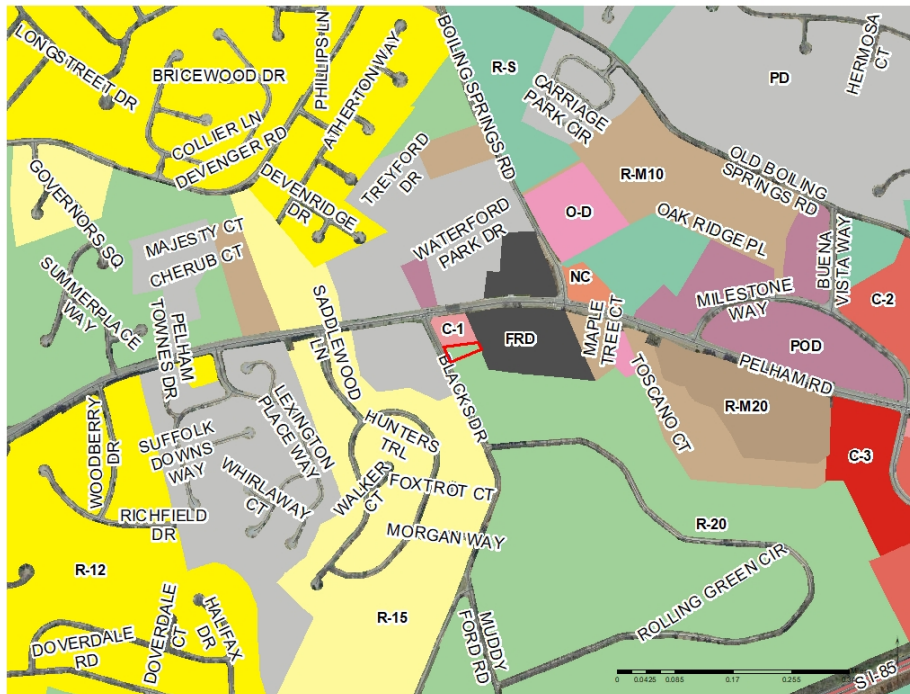 LONGSTREET DR
BRICEWOOD DR
COLLIER LN
DEVENGER RD
PHILLIPS LN
ATHERTON WAY
DEVENRIDGE
DR
TREYFORD
DR
BOILING SPRINGS RD
R-S
CARRIAGE
PARK CIR
PD
HERMOSA
CT
R-M10
OLD BOILING
SPRINGS RD
O-D
OAK RIDGE PL
BUENA
VISTA WAY
C-2
GOVERNORS SQ
MAJESTY CT
CHERUB CT
WATERFORD
PARK DR
NC
MILESTONE
WAY
SUMMERPLACE
WAY
PELHAM
TOWNES DR
SADDLEWOOD
LN
C-1
FRD
MAPLE
TREE CT
POD
PELHAM RD
TOSCANO CT
R-M20
BLACKS DR
LEXINGTON
PLACE WAY
WOODBERRY
DR
SUFFOLK
DOWNS
WAY
HUNTERS
TRL
C-3
WHIRLAWAY
CT
WALKER
CT
FOXTROT CT
RICHFIELD
DR
MORGAN WAY
R-20
R-12
ROLLING GREEN CIR
R-15
DOVERDALE
RD
DOVERDALE
CT
HALIFAX
DR
MUDDY
FORD RD
S I-85
0 0.0425 0.085 0.17 0.255